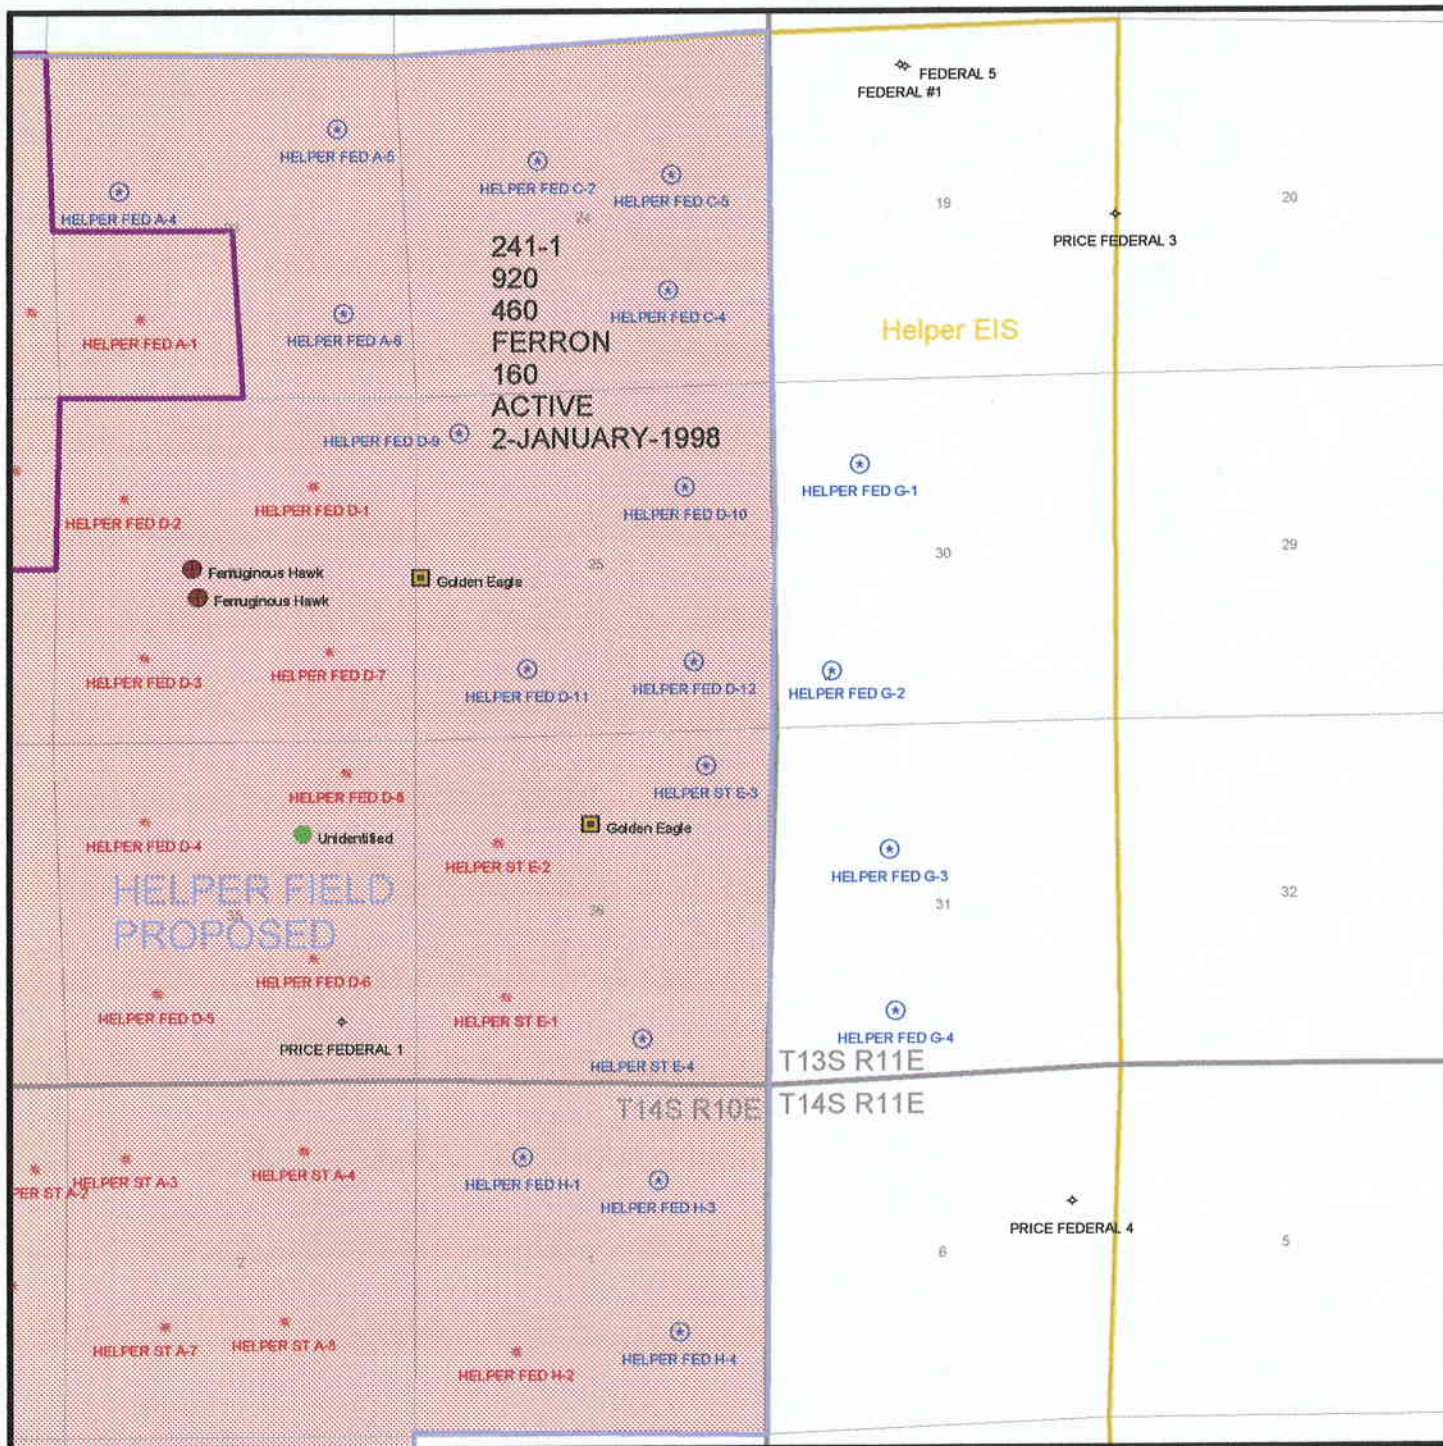 FEDERAL 5
FEDERAL #1
HELPER FED A-5
HELPER FED C-2
HELPER FED C-5
HELPER FED A-4
19
20
24
PRICE FEDERAL 3
241-1
920
460
FERRON
160
ACTIVE
2-JANUARY-1998
HELPER FED C-4
Helper EIS
HELPER FED A-1
HELPER FED A-6
HELPER FED D-9
HELPER FED G-1
HELPER FED D-2
HELPER FED D-1
HELPER FED D-10
30
29
25
Ferruginous Hawk
Golden Eagle
Ferruginous Hawk
HELPER FED D-3
HELPER FED D-7
HELPER FED D-11
HELPER FED D-12
HELPER FED G-2
HELPER FED D-8
HELPER ST E-3
HELPER FED D-4
Unidentified
Golden Eagle
HELPER ST E-2
HELPER FED G-3
HELPER FIELD
PROPOSED
31
32
HELPER FED D-6
HELPER FED D-5
HELPER ST E-1
HELPER FED G-4
PRICE FEDERAL 1
HELPER ST E-4
T13S R11E
T14S R10E
T14S R11E
HELPER ST A-3
HELPER ST A-4
HELPER FED H-1
PER ST A-2
HELPER FED H-3
PRICE FEDERAL 4
6
5
1
HELPER ST A-7
HELPER ST A-8
HELPER FED H-2
HELPER FED H-4